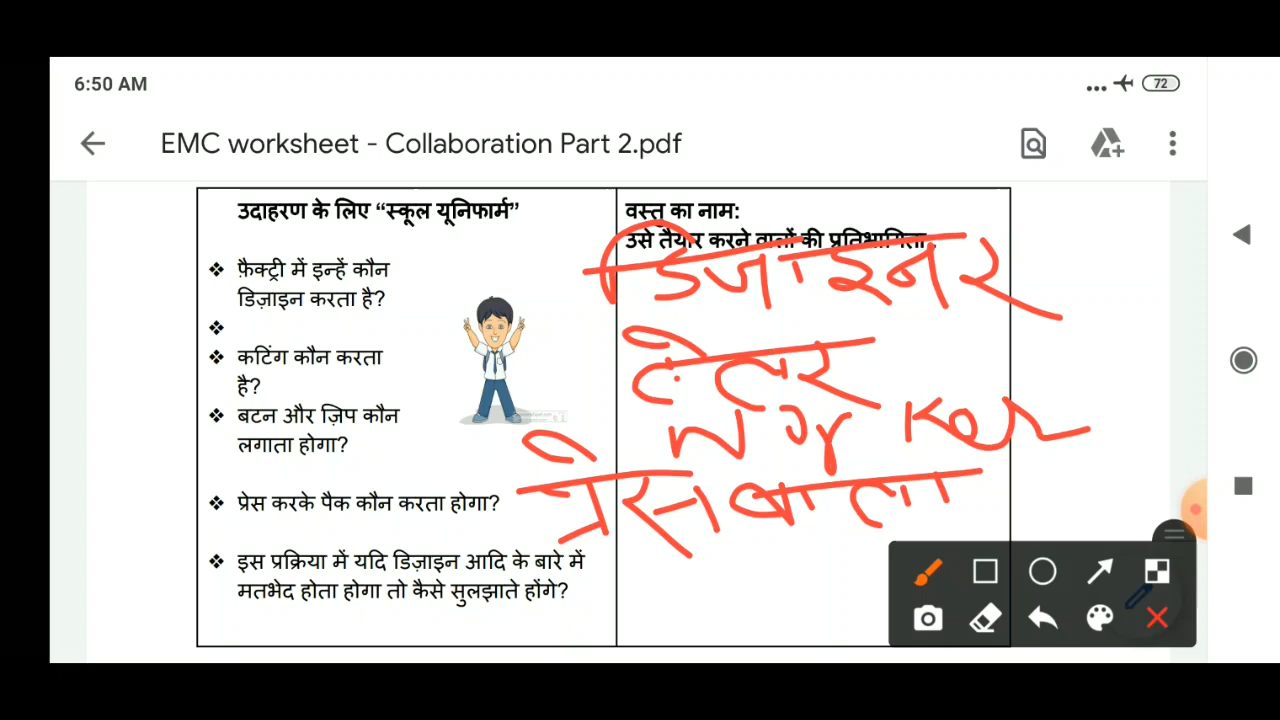 6:50 AM
72
EMC worksheet - Collaboration Part 2.pdf
उदाहरण के लिए “स्कूल यूनिफार्म”
❖ फ़ैक्ट्री में इन्हें कौन
डिज़ाइन करता है?
❖
❖ कटिंग कौन करता
है?
❖ बटन और ज़िप कौन
लगाता होगा?
❖ प्रेस करके पैक कौन करता होगा?
❖ इस प्रक्रिया में यदि डिज़ाइन आदि के बारे में
मतभेद होता होगा तो कैसे सुलझाते होंगे?
वस्तु का नाम:
उसे तैयार करने वालों की प्रतिभागिता
डिजाइनर
टेलर
worker
प्रेस वाला